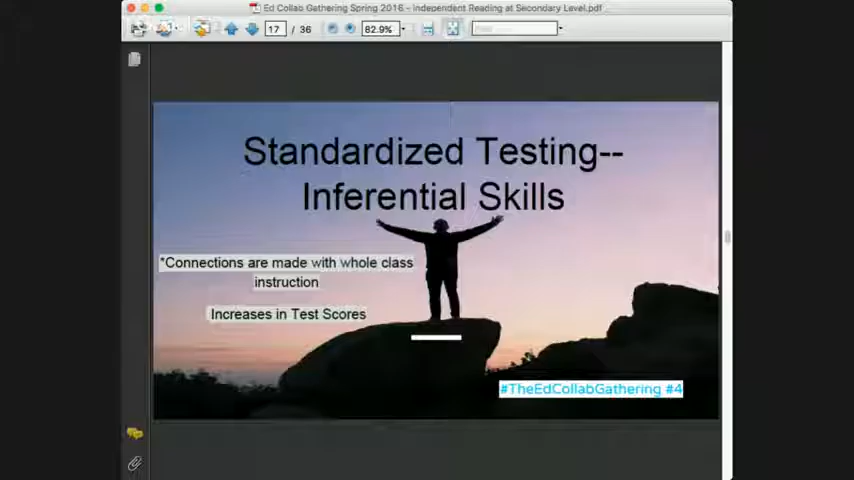 Ed Collab Gathering Spring 2016 - Independent Reading at Secondary Level.pdf
17 / 36 82.9%
Standardized Testing--
Inferential Skills
*Connections are made with whole class
instruction
Increases in Test Scores
#TheEdCollabGathering #4